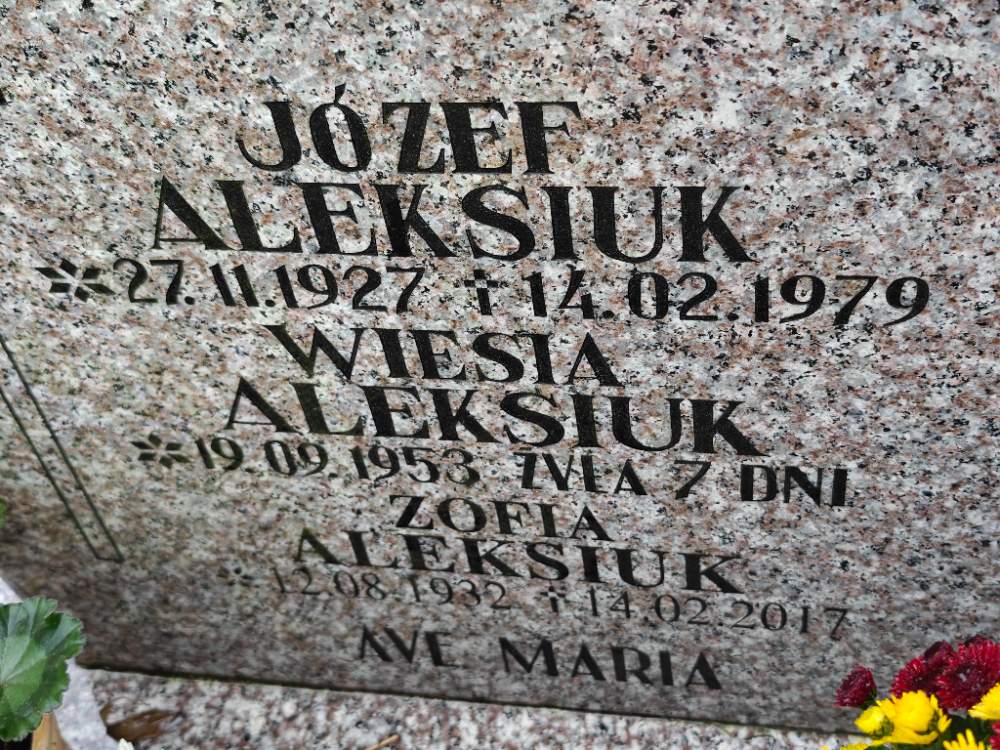 JÓZEF
ALEKSIUK
27.11.1927 14.02.1979
WIESIA
ALEKSIUK
19.09.1953 ŻYŁA 7 DNI
ZOFIA
ALEKSIUK
12.08.1932 14.02.2017
AVE MARIA